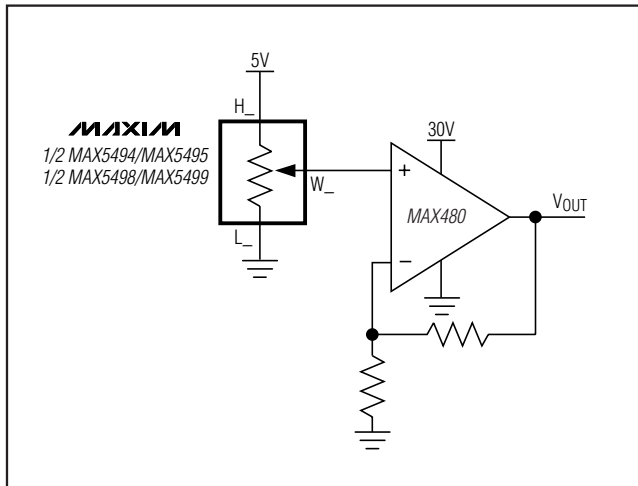 5V
H_
MAXIM
1/2 MAX5494/MAX5495
1/2 MAX5498/MAX5499
W_
L_
30V
+
MAX480
−
VOUT